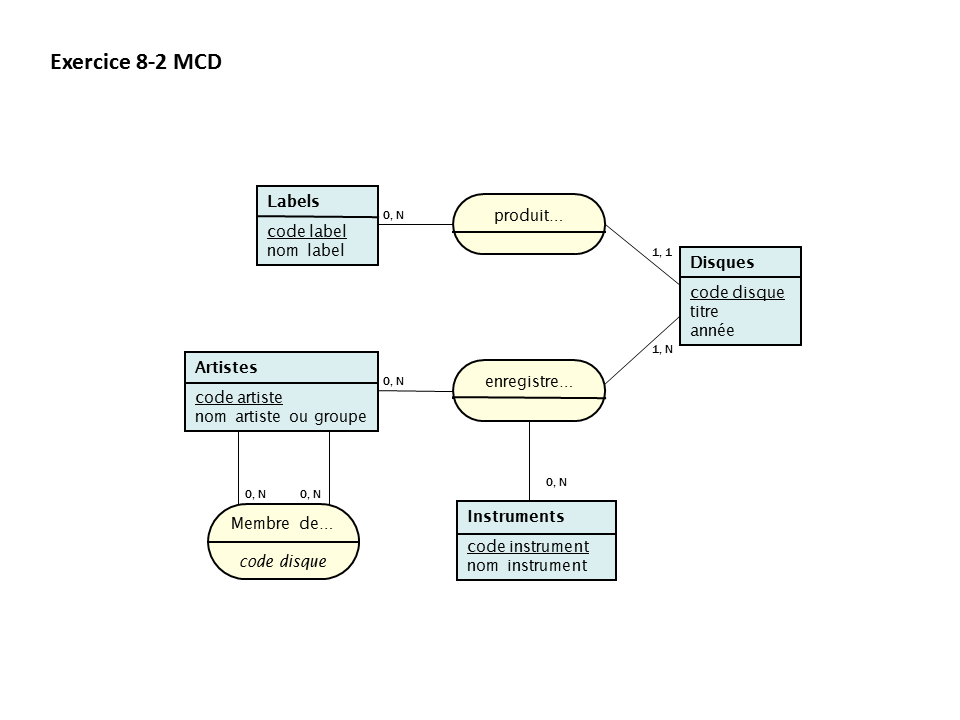 Exercice 8-2 MCD
Labels
code label
nom label
0, N
produit...
1, 1
Disques
code disque
titre
année
1, N
Artistes
code artiste
nom artiste ou groupe
0, N
enregistre...
0, N
0, N
0, N
Membre de...
code disque
Instruments
code instrument
nom instrument